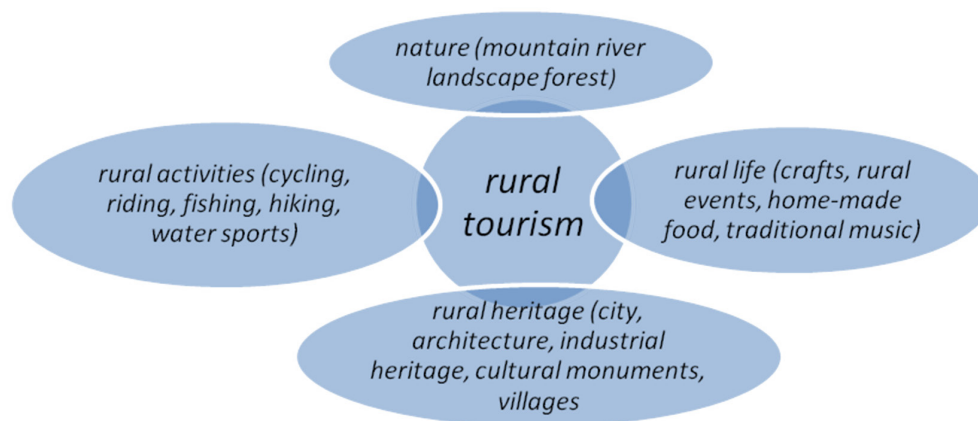 nature (mountain river
landscape forest)
rural activities (cycling,
riding, fishing, hiking,
water sports)
rural
tourism
rural life (crafts, rural
events, home-made
food, traditional music)
rural heritage (city,
architecture, industrial
heritage, cultural monuments,
villages